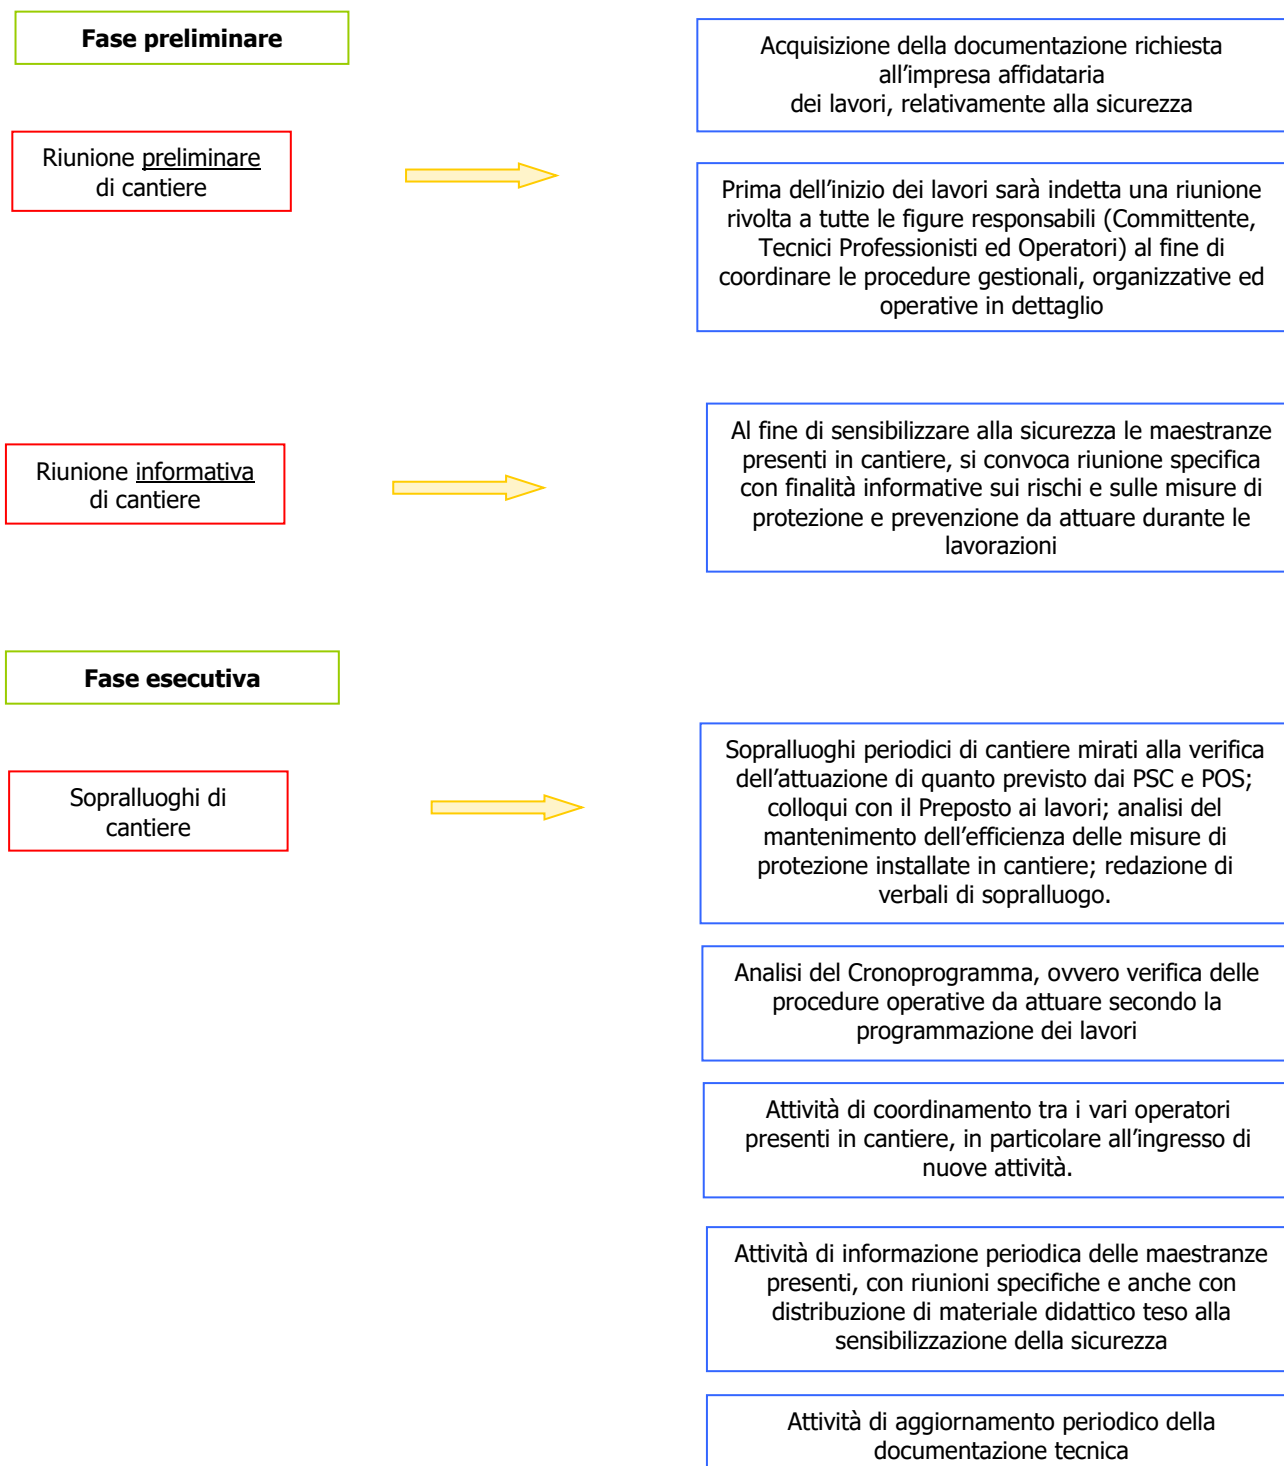 Fase preliminare
Acquisizione della documentazione richiesta
all’impresa affidataria
dei lavori, relativamente alla sicurezza
Riunione preliminare
di cantiere
Prima dell’inizio dei lavori sarà indetta una riunione
rivolta a tutte le figure responsabili (Committente,
Tecnici Professionisti ed Operatori) al fine di
coordinare le procedure gestionali, organizzative ed
operative in dettaglio
Riunione informativa
di cantiere
Al fine di sensibilizzare alla sicurezza le maestranze
presenti in cantiere, si convoca riunione specifica
con finalità informative sui rischi e sulle misure di
protezione e prevenzione da attuare durante le
lavorazioni
Fase esecutiva
Sopralluoghi di
cantiere
Sopralluoghi periodici di cantiere mirati alla verifica
dell’attuazione di quanto previsto dai PSC e POS;
colloqui con il Preposto ai lavori; analisi del
mantenimento dell’efficienza delle misure di
protezione installate in cantiere; redazione di
verbali di sopralluogo.
Analisi del Cronoprogramma, ovvero verifica delle
procedure operative da attuare secondo la
programmazione dei lavori
Attività di coordinamento tra i vari operatori
presenti in cantiere, in particolare all’ingresso di
nuove attività.
Attività di informazione periodica delle maestranze
presenti, con riunioni specifiche e anche con
distribuzione di materiale didattico teso alla
sensibilizzazione della sicurezza
Attività di aggiornamento periodico della
documentazione tecnica